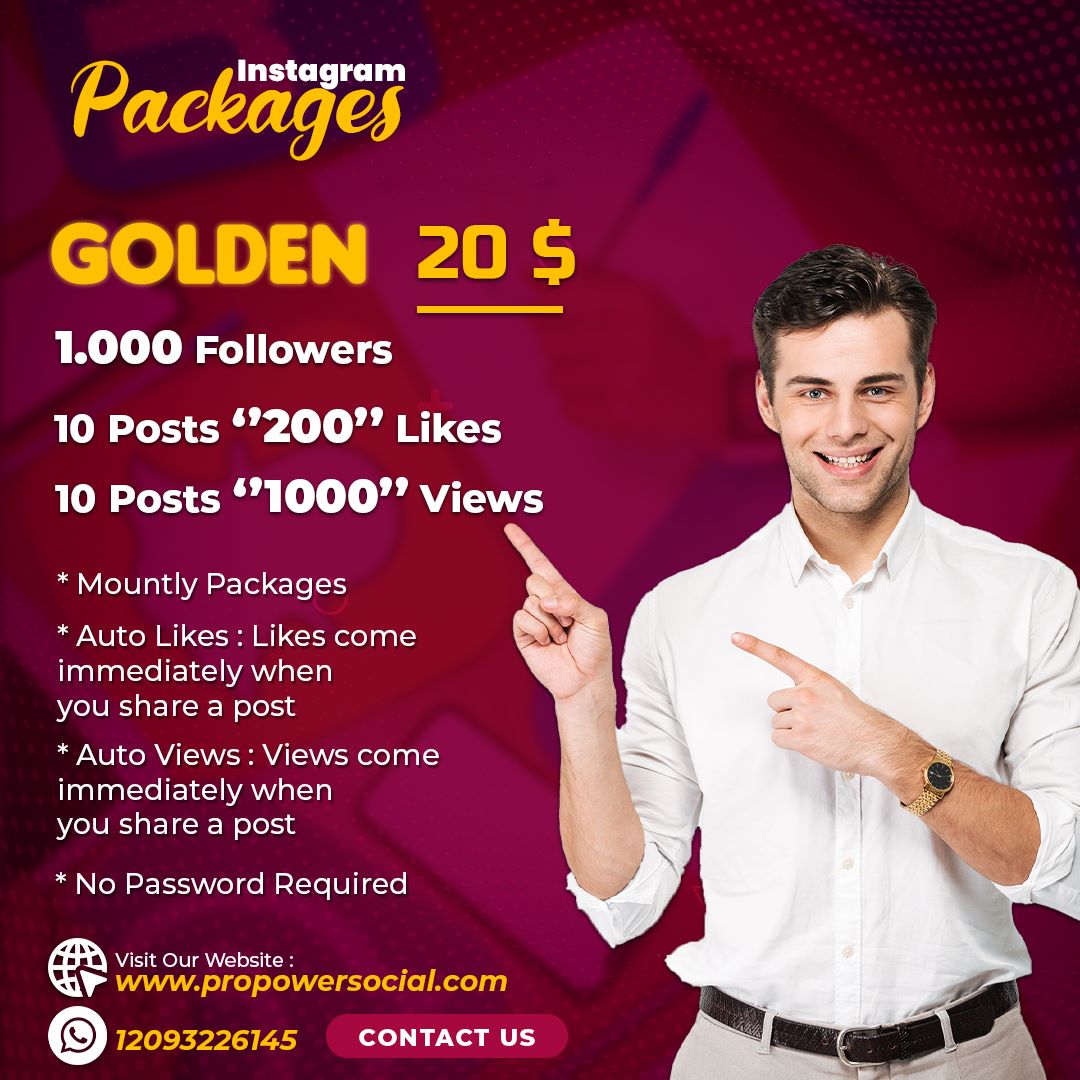 Instagram
Packages
GOLDEN 20 $
1.000 Followers
10 Posts ‘’200’’ Likes
10 Posts ‘’1000’’ Views
* Mountly Packages
* Auto Likes : Likes come
immediately when
you share a post
* Auto Views : Views come
immediately when
you share a post
* No Password Required
Visit Our Website :
www.propowersocial.com
12093226145
CONTACT US